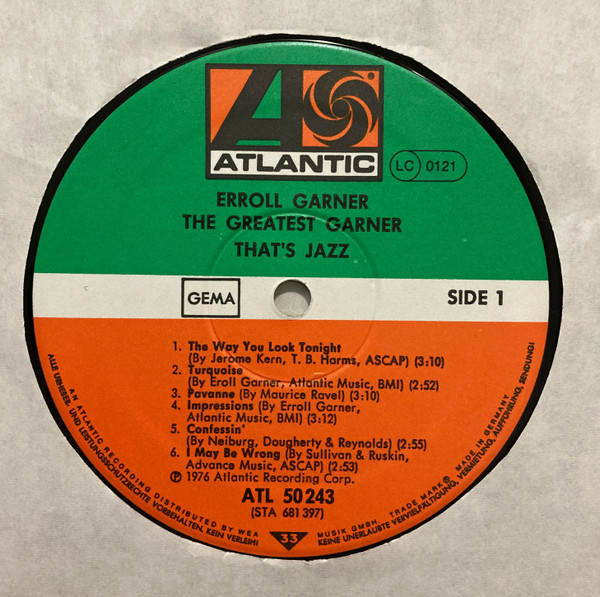 ATLANTIC
LC 0121
ERROLL GARNER
THE GREATEST GARNER
THAT'S JAZZ
GEMA
SIDE 1
1. The Way You Look Tonight
(By Jerome Kern, T. B. Harms, ASCAP) (3:10)
2. Turquoise
(By Eroll Garner, Atlantic Music, BMI) (2:52)
3. Pavanne (By Maurice Ravel) (3:10)
4. Impressions (By Erroll Garner,
Atlantic Music, BMI) (3:12)
5. Confessin'
(By Neiburg, Dougherty & Reynolds) (2:55)
6. I May Be Wrong (By Sullivan & Ruskin,
Advance Music, ASCAP) (2:53)
℗ 1976 Atlantic Recording Corp.
ATL 50 243
(STA 681 397)
33
AN ATLANTIC RECORDING DISTRIBUTED BY WEA MUSIK GMBH. TRADE MARK® MADE IN GERMANY
ALLE URHEBER- UND LEISTUNGSSCHUTZRECHTE VORBEHALTEN. KEIN VERLEIH! KEINE UNERLAUBTE VERVIELFÄLTIGUNG, VERMIETUNG, AUFFÜHRUNG, SENDUNG!